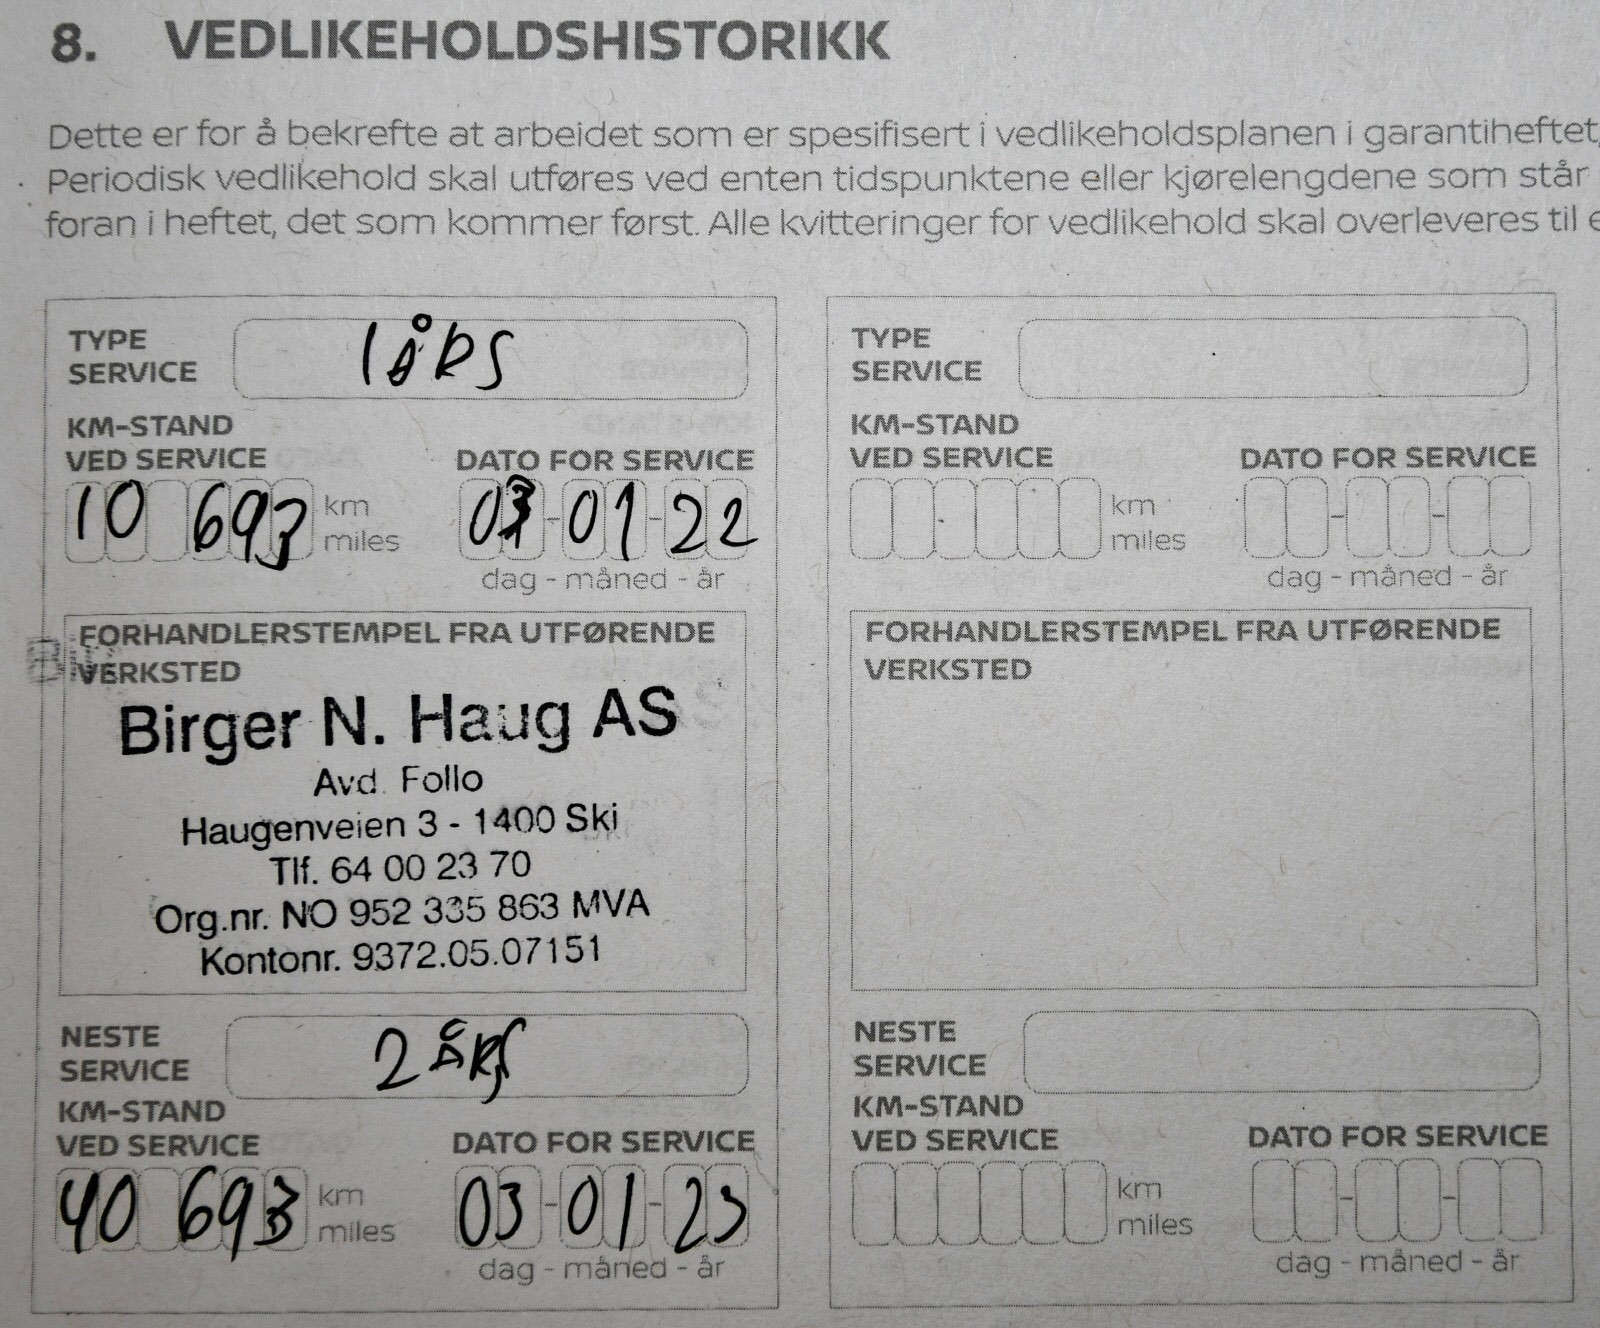 8. VEDLIKEHOLDSHISTORIKK
Dette er for å bekrefte at arbeidet som er spesifisert i vedlikeholdsplanen i garantiheftet,
Periodisk vedlikehold skal utføres ved enten tidspunktene eller kjørelengdene som står
foran i heftet, det som kommer først. Alle kvitteringer for vedlikehold skal overleveres til e
TYPE
SERVICE
1 åRS
KM-STAND
VED SERVICE
DATO FOR SERVICE
10 693
km
miles
03-01-22
dag - måned - år
FORHANDLERSTEMPEL FRA UTFØRENDE
VERKSTED
Birger N. Haug AS
Avd. Follo
Haugenveien 3 - 1400 Ski
Tlf. 64 00 23 70
Org.nr. NO 952 335 863 MVA
Kontonr. 9372.05.07151
NESTE
SERVICE
2 ÅRS
KM-STAND
VED SERVICE
DATO FOR SERVICE
40 693
km
miles
03-01-23
dag - måned - år
TYPE
SERVICE
KM-STAND
VED SERVICE
DATO FOR SERVICE
km
miles
dag - måned - år
FORHANDLERSTEMPEL FRA UTFØRENDE
VERKSTED
NESTE
SERVICE
KM-STAND
VED SERVICE
DATO FOR SERVICE
km
miles
dag - måned - år